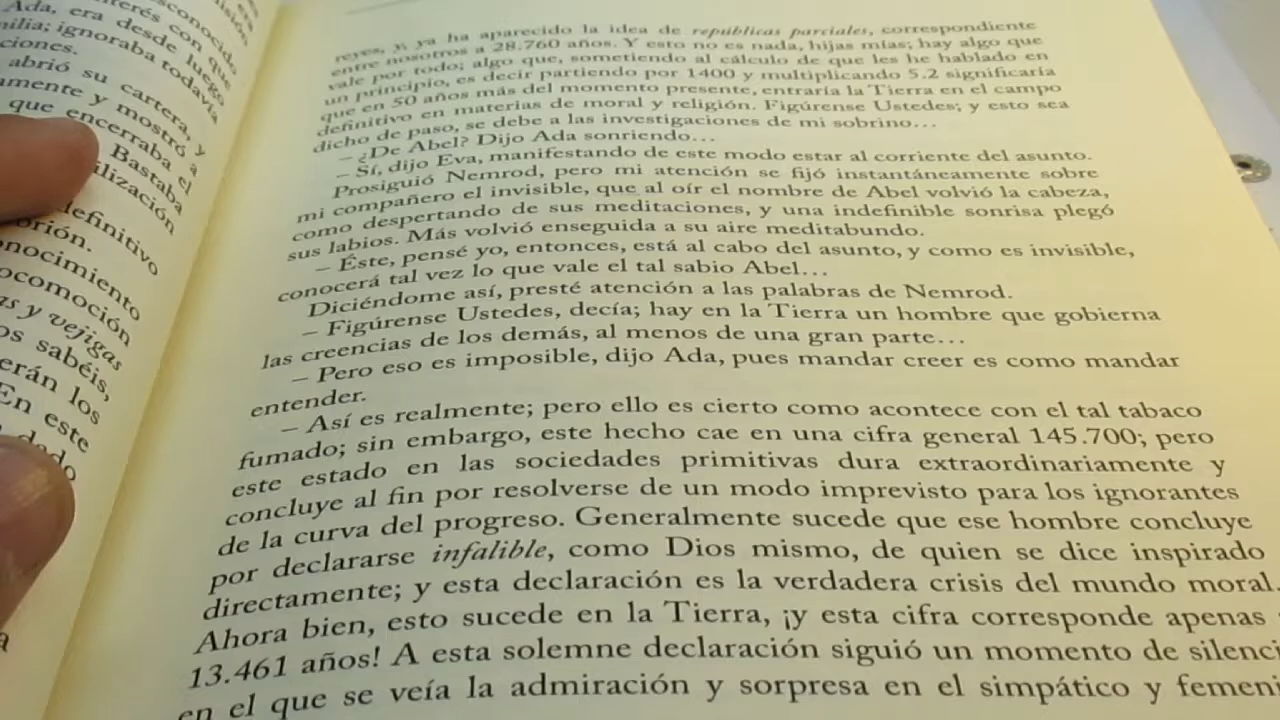 Ada, era desde luego
abrió su cartera, y
amente y mostró a
que encerraba el
Bastaba
ilización
definitivo
orión.
onocimiento
ocomoción
as y vejigas
os sabéis,
erán los
En este
dado
reyes, y, ya ha aparecido la idea de repúblicas parciales, correspondiente
entre nosotros a 28.760 años. Y esto no es nada, hijas mías; hay algo que
vale por todo; algo que, sometiendo al cálculo de que les he hablado en
un principio, es decir partiendo por 1400 y multiplicando 5.2 significaría
que en 50 años más del momento presente, entraría la Tierra en el campo
definitivo en materias de moral y religión. Figúrense Ustedes; y esto sea
dicho de paso, se debe a las investigaciones de mi sobrino...
– ¿De Abel? Dijo Ada sonriendo...
– Sí, dijo Eva, manifestando de este modo estar al corriente del asunto.
Prosiguió Nemrod, pero mi atención se fijó instantáneamente sobre
mi compañero el invisible, que al oír el nombre de Abel volvió la cabeza,
como despertando de sus meditaciones, y una indefinible sonrisa plegó
sus labios. Más volvió enseguida a su aire meditabundo.
– Éste, pensé yo, entonces, está al cabo del asunto, y como es invisible,
conocerá tal vez lo que vale el tal sabio Abel...
Diciéndome así, presté atención a las palabras de Nemrod.
– Figúrense Ustedes, decía; hay en la Tierra un hombre que gobierna
las creencias de los demás, al menos de una gran parte...
– Pero eso es imposible, dijo Ada, pues mandar creer es como mandar
entender.
– Así es realmente; pero ello es cierto como acontece con el tal tabaco
fumado; sin embargo, este hecho cae en una cifra general 145.700; pero
este estado en las sociedades primitivas dura extraordinariamente y
concluye al fin por resolverse de un modo imprevisto para los ignorantes
de la curva del progreso. Generalmente sucede que ese hombre concluye
por declararse infalible, como Dios mismo, de quien se dice inspirado
directamente; y esta declaración es la verdadera crisis del mundo moral.
Ahora bien, esto sucede en la Tierra, ¡y esta cifra corresponde apenas
13.461 años! A esta solemne declaración siguió un momento de silenci
en el que se veía la admiración y sorpresa en el simpático y femeni